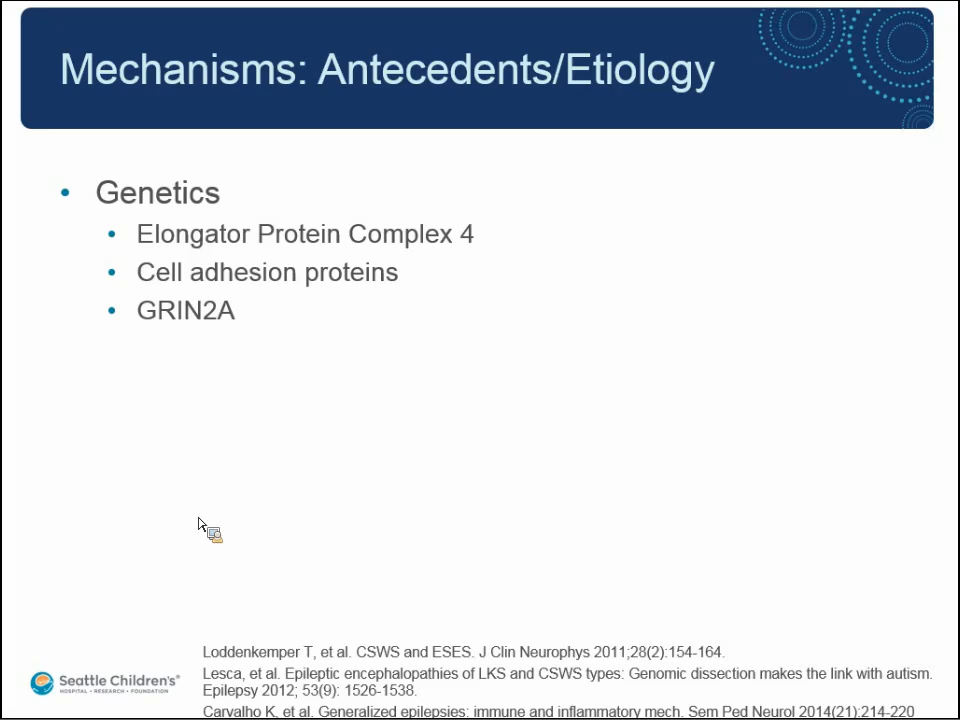 Mechanisms: Antecedents/Etiology
• Genetics
• Elongator Protein Complex 4
• Cell adhesion proteins
• GRIN2A
Loddenkemper T, et al. CSWS and ESES. J Clin Neurophys 2011;28(2):154-164.
Lesca, et al. Epileptic encephalopathies of LKS and CSWS types: Genomic dissection makes the link with autism.
Epilepsy 2012; 53(9): 1526-1538.
Carvalho K, et al. Generalized epilepsies: immune and inflammatory mech. Sem Ped Neurol 2014(21):214-220
Seattle Children's®
HOSPITAL • RESEARCH • FOUNDATION